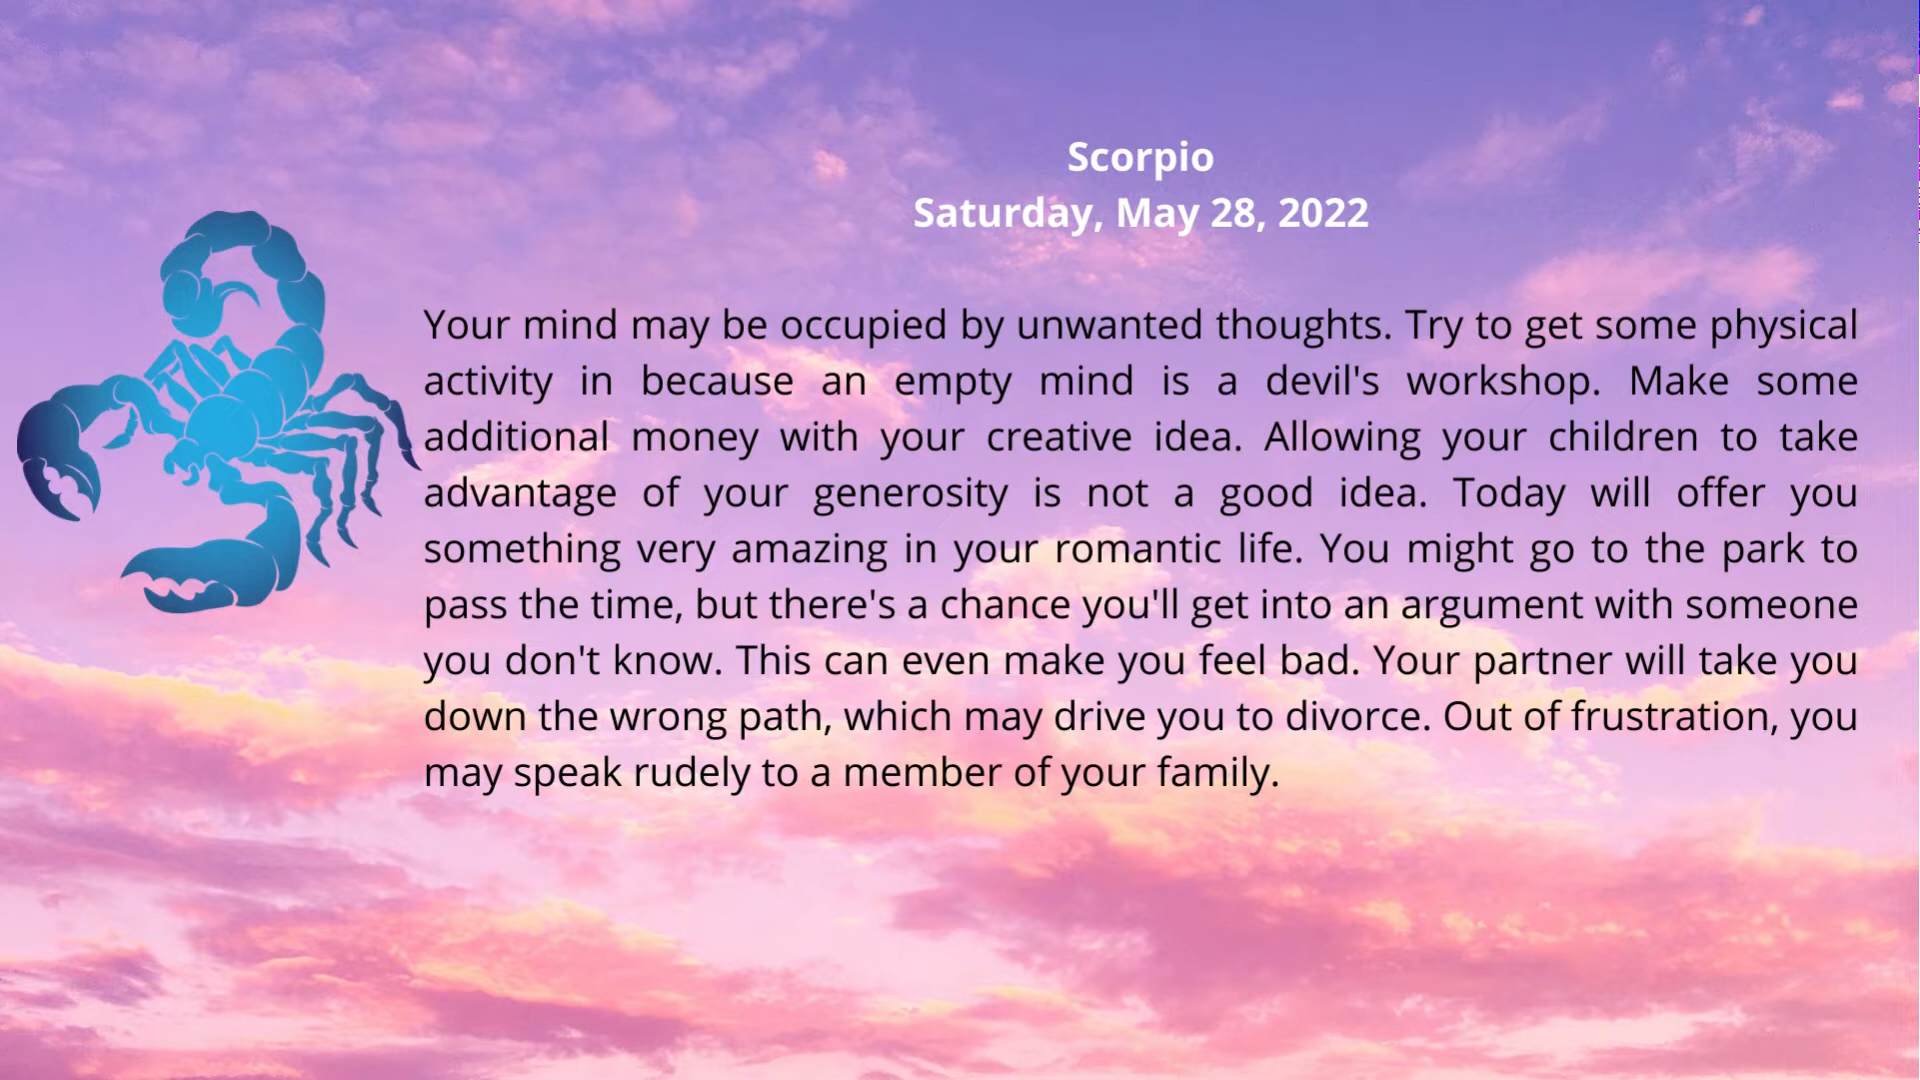 Scorpio
Saturday, May 28, 2022
Your mind may be occupied by unwanted thoughts. Try to get some physical
activity in because an empty mind is a devil's workshop. Make some
additional money with your creative idea. Allowing your children to take
advantage of your generosity is not a good idea. Today will offer you
something very amazing in your romantic life. You might go to the park to
pass the time, but there's a chance you'll get into an argument with someone
you don't know. This can even make you feel bad. Your partner will take you
down the wrong path, which may drive you to divorce. Out of frustration, you
may speak rudely to a member of your family.